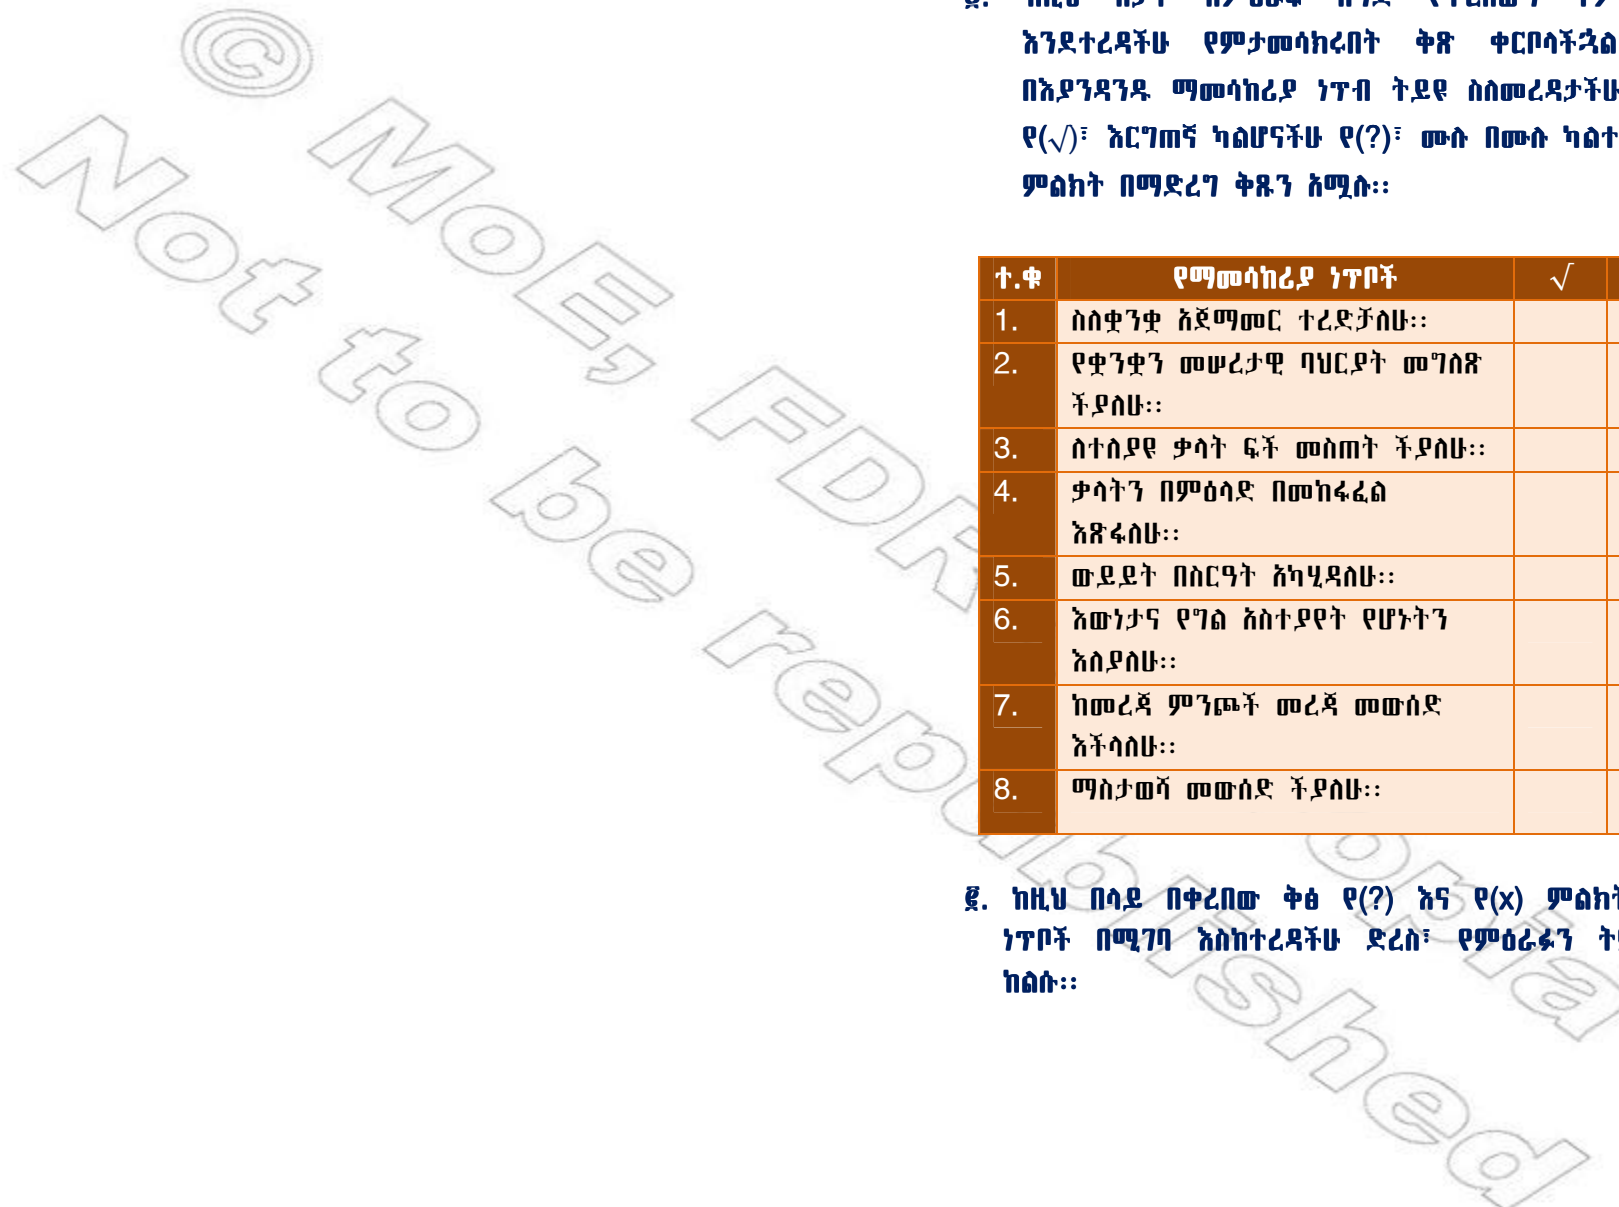 እንደተረዳችሁ የምታመሳክሩበት ቅጽ ቀርቦላችኋል
በእያንዳንዱ ማመሳከሪያ ነጥብ ትይዩ ስለመረዳታችሁ
የ(√)፣ እርግጠኛ ካልሆናችሁ የ(?)፣ ሙሉ በሙሉ ካልተ
ምልክት በማድረግ ቅጹን አሟሉ፡፡
ተ.ቁ የማመሳከሪያ ነጥቦች √
1. ስለቋንቋ አጀማመር ተረድቻለሁ፡፡
2. የቋንቋን መሠረታዊ ባህርያት መግለጽ
ችያለሁ፡፡
3. ለተለያዩ ቃላት ፍች መስጠት ችያለሁ፡፡
4. ቃላትን በምዕላድ በመከፋፈል
እጽፋለሁ፡፡
5. ውይይት በስርዓት አካሂዳለሁ፡፡
6. እውነታና የግል አስተያየት የሆኑትን
እለያለሁ፡፡
7. ከመረጃ ምንጮች መረጃ መውሰድ
እችላለሁ፡፡
8. ማስታወሻ መውሰድ ችያለሁ፡፡
፪. ከዚህ በላይ በቀረበው ቅፅ የ(?) እና የ(x) ምልክት
ነጥቦች በሚገባ እስከተረዳችሁ ድረስ፣ የምዕራፉን
ከልሱ፡፡
© MoE, FDR opia
Not to be republished